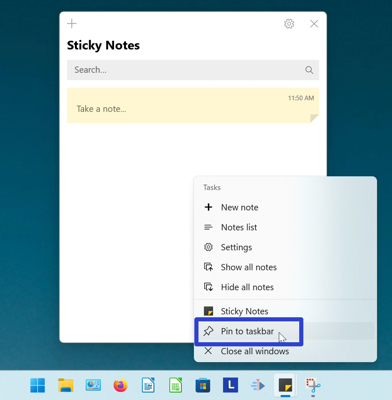 Sticky Notes
Search...
11:50 AM
Take a note...
Tasks
New note
Notes list
Settings
Show all notes
Hide all notes
Sticky Notes
Pin to taskbar
Close all windows
L